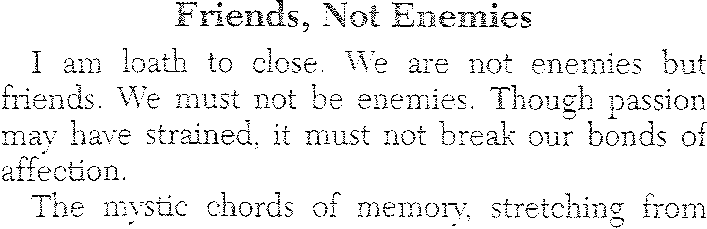 Friends, Not Enemies
I am loath to close. We are not enemies but
friends. We must not be enemies. Though passion
may have strained, it must not break our bonds of
affection.
The mystic chords of memory, stretching from